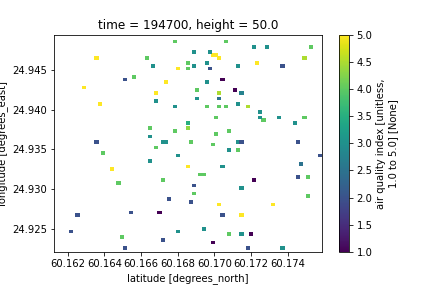 time = 194700, height = 50.0
24.945
24.940
24.935
24.930
24.925
longitude [degrees_east]
60.162 60.164 60.166 60.168 60.170 60.172 60.174
latitude [degrees_north]
5.0
4.5
4.0
3.5
3.0
2.5
2.0
1.5
1.0
air quality index [unitless,
1.0 to 5.0] [None]